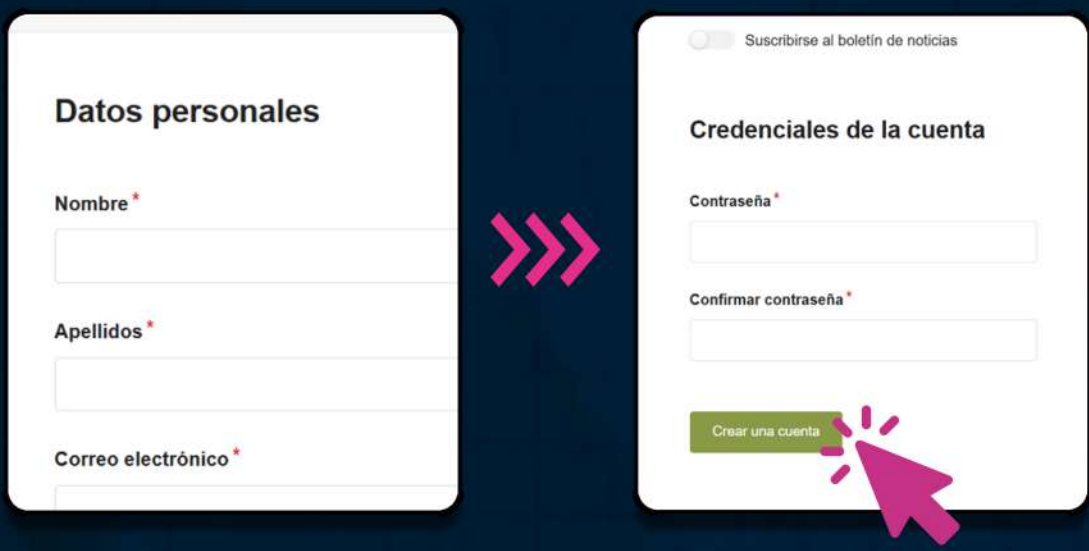 Datos personales
Nombre *
Apellidos *
Correo electrónico *
Suscribirse al boletín de noticias
Credenciales de la cuenta
Contraseña *
Confirmar contraseña *
Crear una cuenta